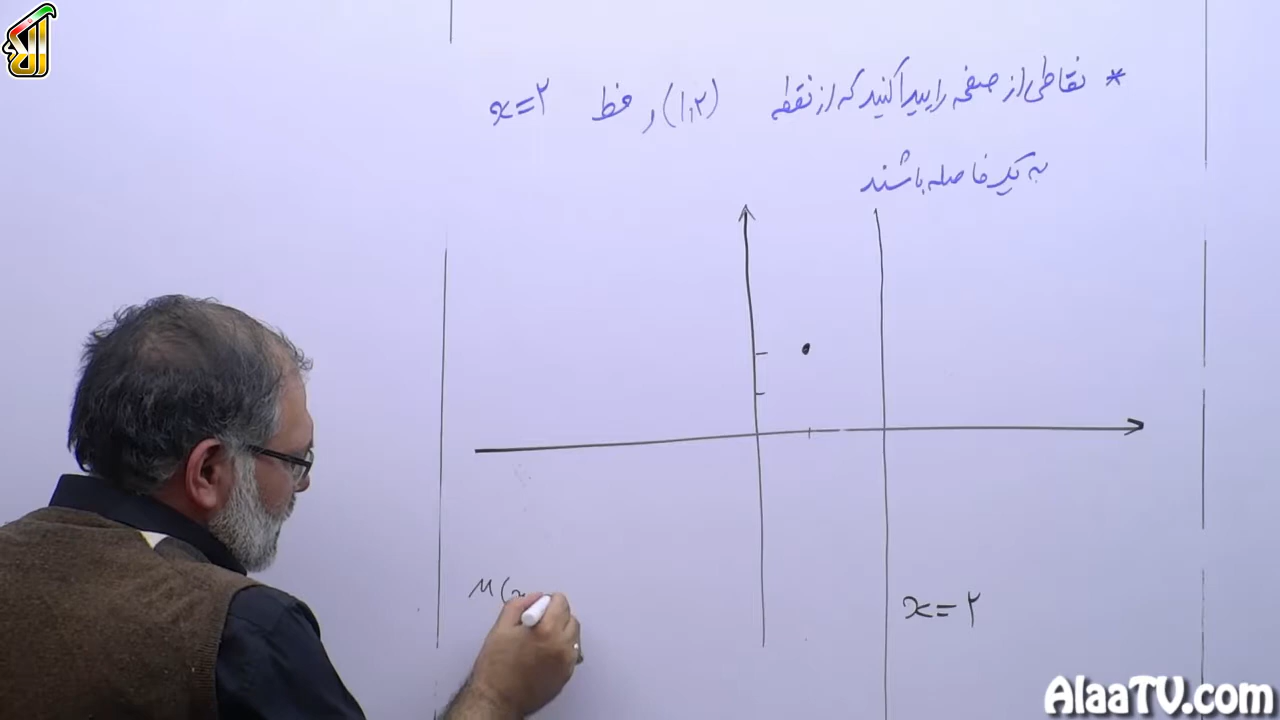 * نقاطی از صفحه را پیدا کنید که از نقطه (۱,۲) و خط x=۲
به یک فاصله باشند
M(x
x=۲
AlaaTV.com